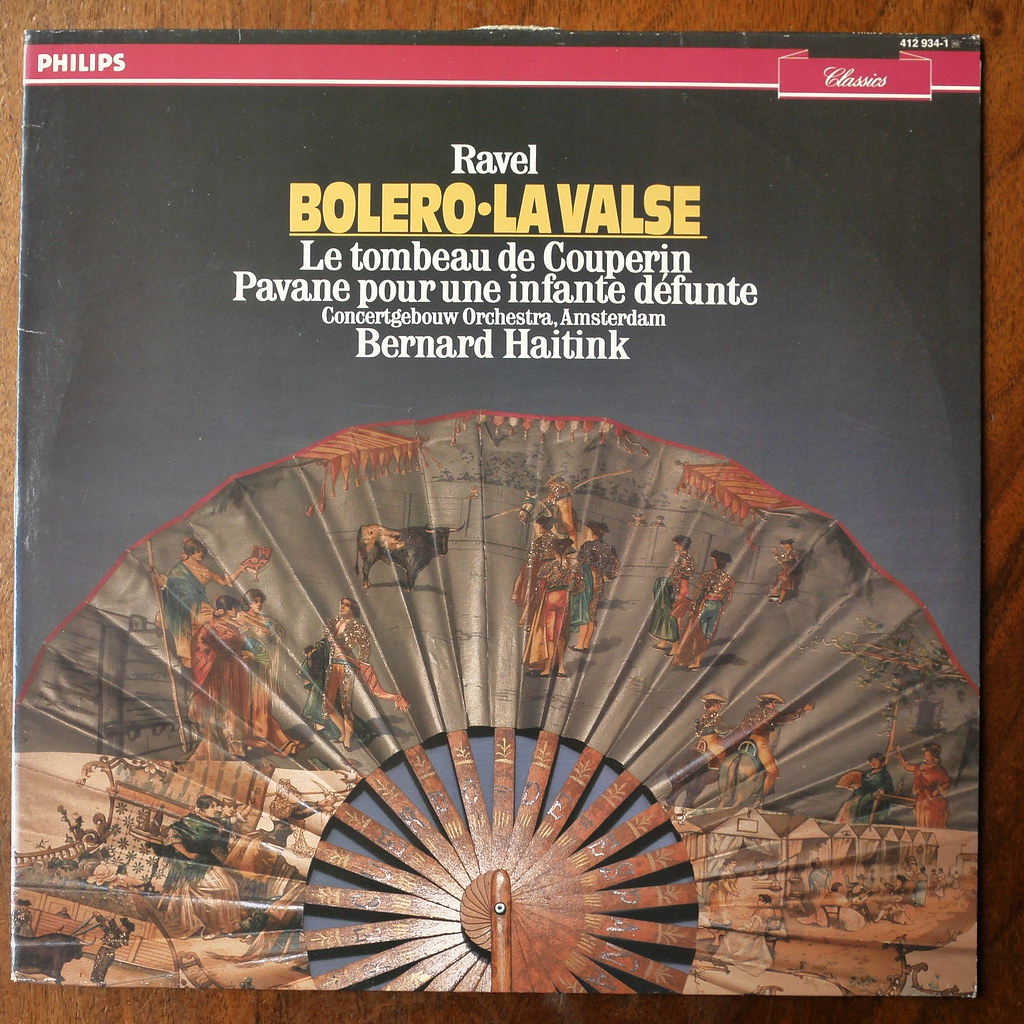 PHILIPS
412 934-1
Classics
Ravel
BOLERO·LA VALSE
Le tombeau de Couperin
Pavane pour une infante défunte
Concertgebouw Orchestra, Amsterdam
Bernard Haitink